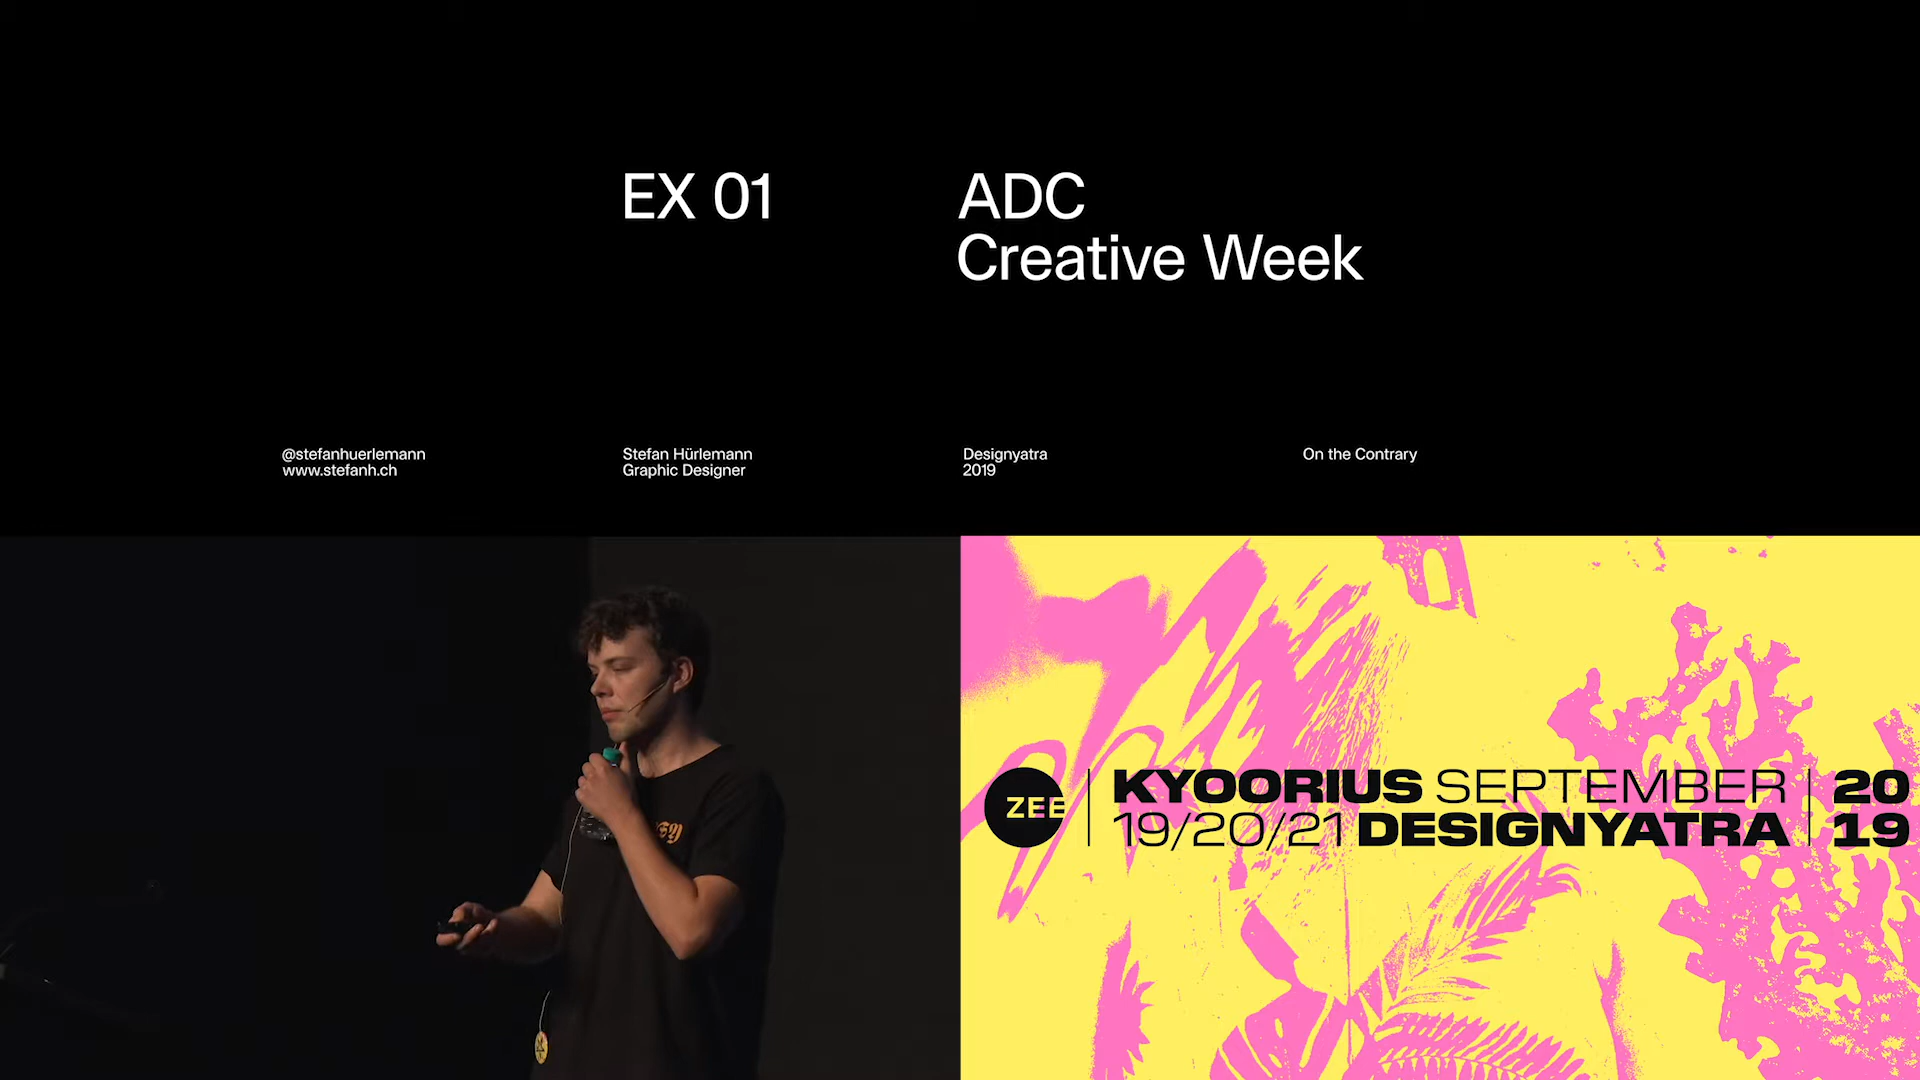 EX 01
ADC
Creative Week
@stefanhuerlemann
www.stefanh.ch
Stefan Hürlemann
Graphic Designer
Designyatra
2019
On the Contrary
ZEE
KYOORIUS SEPTEMBER
19/20/21 DESIGNYATRA
20
19